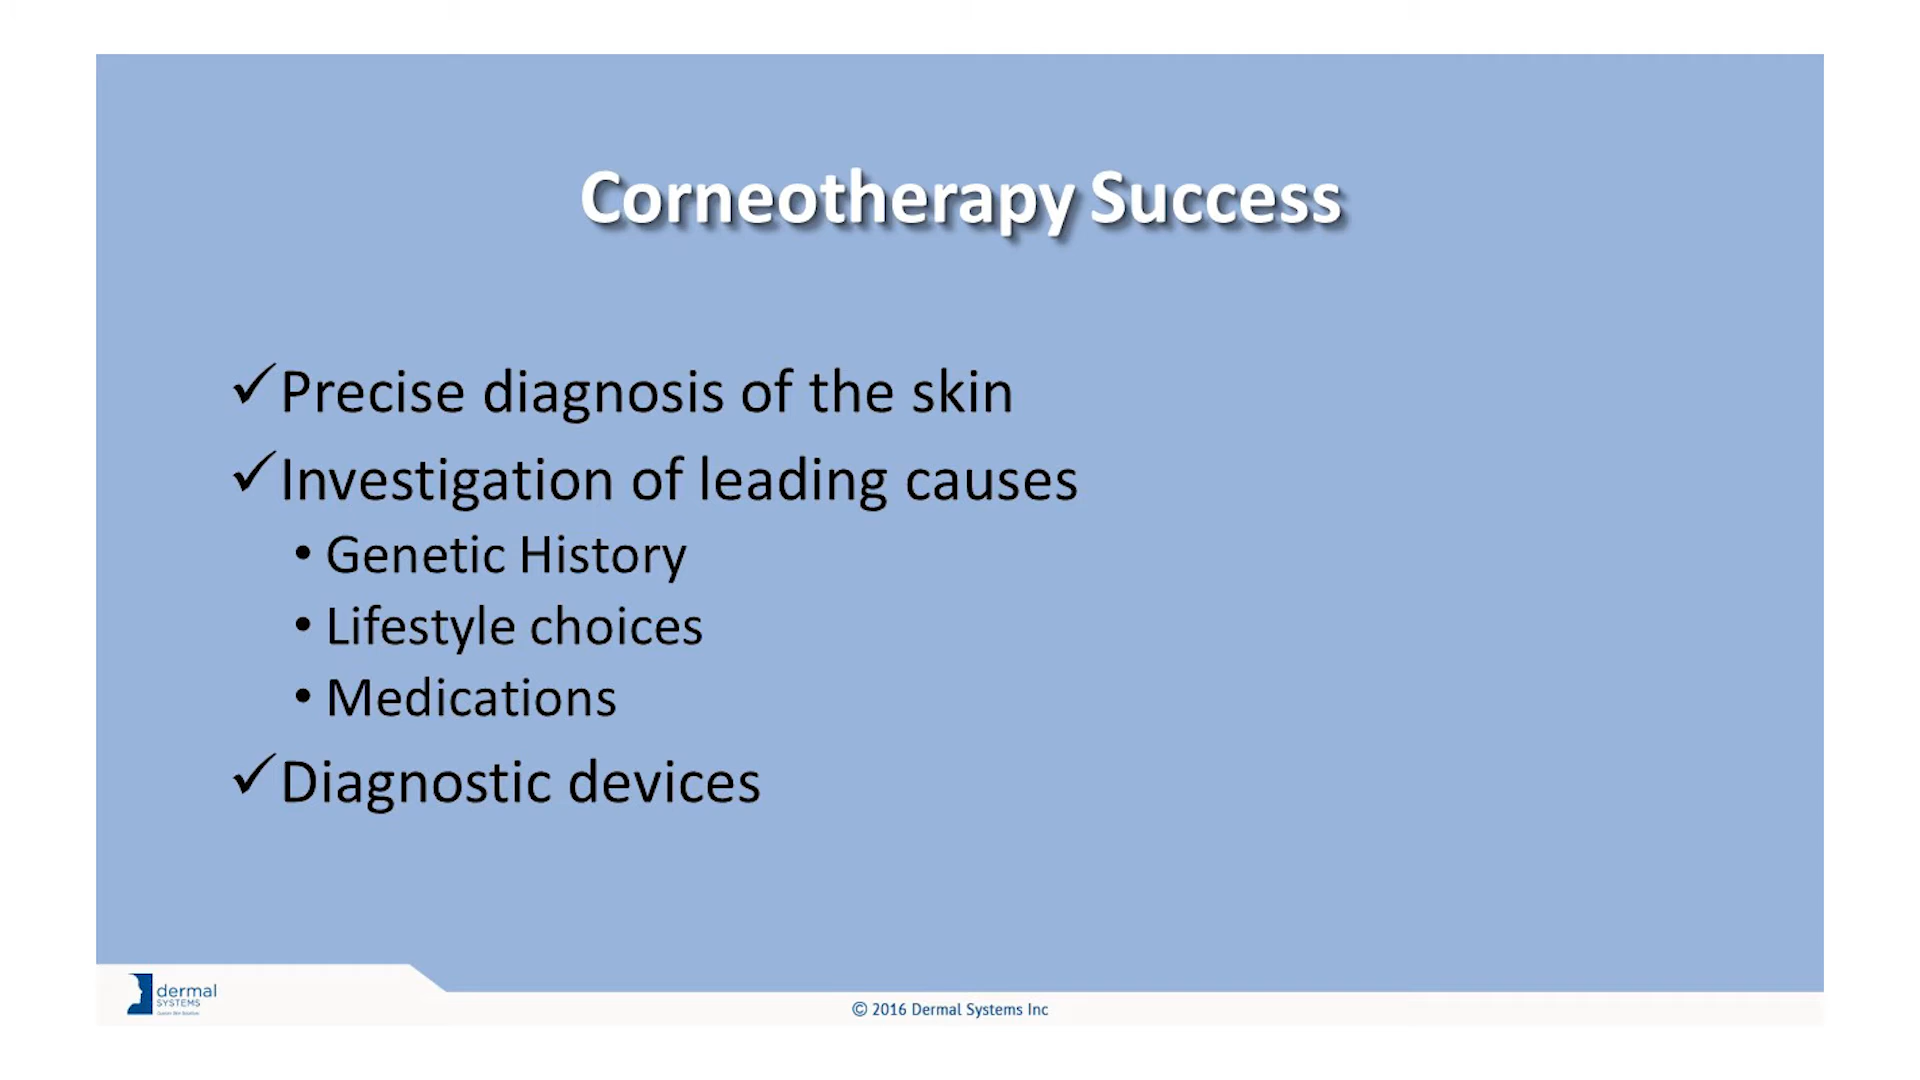 Corneotherapy Success
✓Precise diagnosis of the skin
✓Investigation of leading causes
• Genetic History
• Lifestyle choices
• Medications
✓Diagnostic devices
dermal
SYSTEMS
© 2016 Dermal Systems Inc